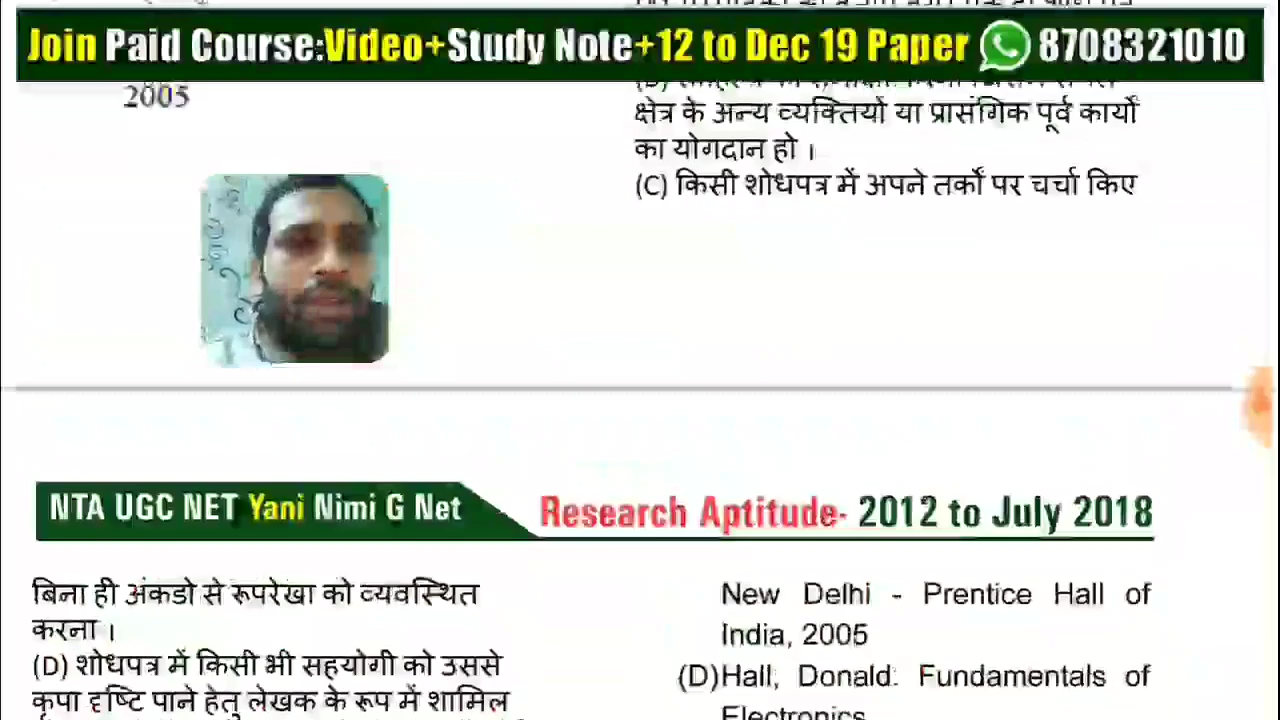 Join Paid Course:Video+Study Note+12 to Dec 19 Paper 8708321010
2005
क्षेत्र के अन्य व्यक्तियों या प्रासंगिक पूर्व कार्यों
का योगदान हो ।
(C) किसी शोधपत्र में अपने तर्कों पर चर्चा किए
NTA UGC NET Yani Nimi G Net
Research Aptitude- 2012 to July 2018
बिना ही अंकडो से रूपरेखा को व्यवस्थित
करना ।
(D) शोधपत्र में किसी भी सहयोगी को उससे
कृपा दृष्टि पाने हेतु लेखक के रूप में शामिल
New Delhi - Prentice Hall of
India, 2005
(D)Hall, Donald: Fundamentals of
Electronics